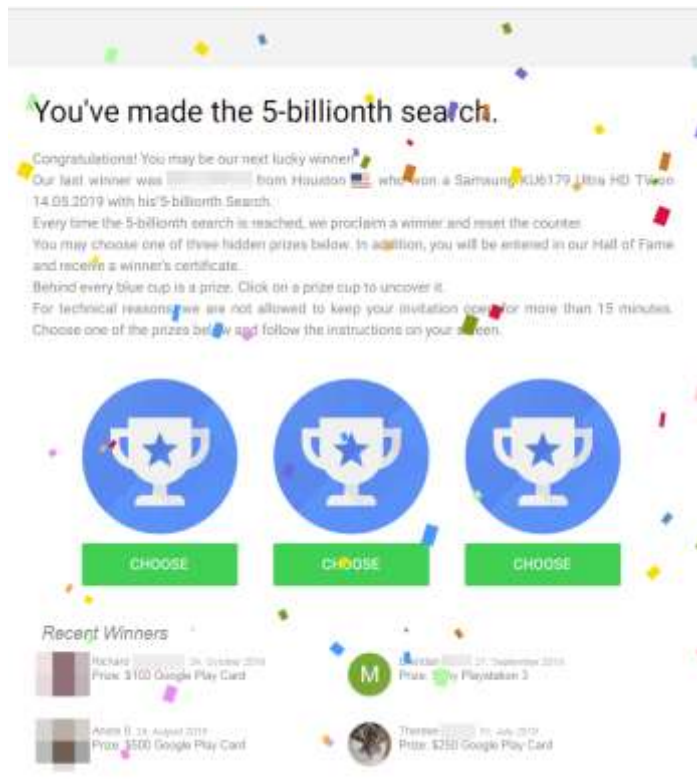 You've made the 5-billionth search.
Congratulations! You may be our next lucky winner!
Our last winner was from Houston who won a Samsung KU6179 Ultra HD TV on
14.05.2019 with his 5-billionth Search.
Every time the 5-billionth search is reached, we proclaim a winner and reset the counter.
You may choose one of three hidden prizes below. In addition, you will be entered in our Hall of Fame
and receive a winner's certificate.
Behind every blue cup is a prize. Click on a prize cup to uncover it.
For technical reasons, we are not allowed to keep your invitation open for more than 15 minutes.
Choose one of the prizes below and follow the instructions on your screen.
CHOOSE CHOOSE CHOOSE
Recent Winners
Richard October
Prize: $100 Google Play Card
M
27. September
Prize: Sony Playstation 3
August
Prize: $500 Google Play Card
July
Prize: $250 Google Play Card